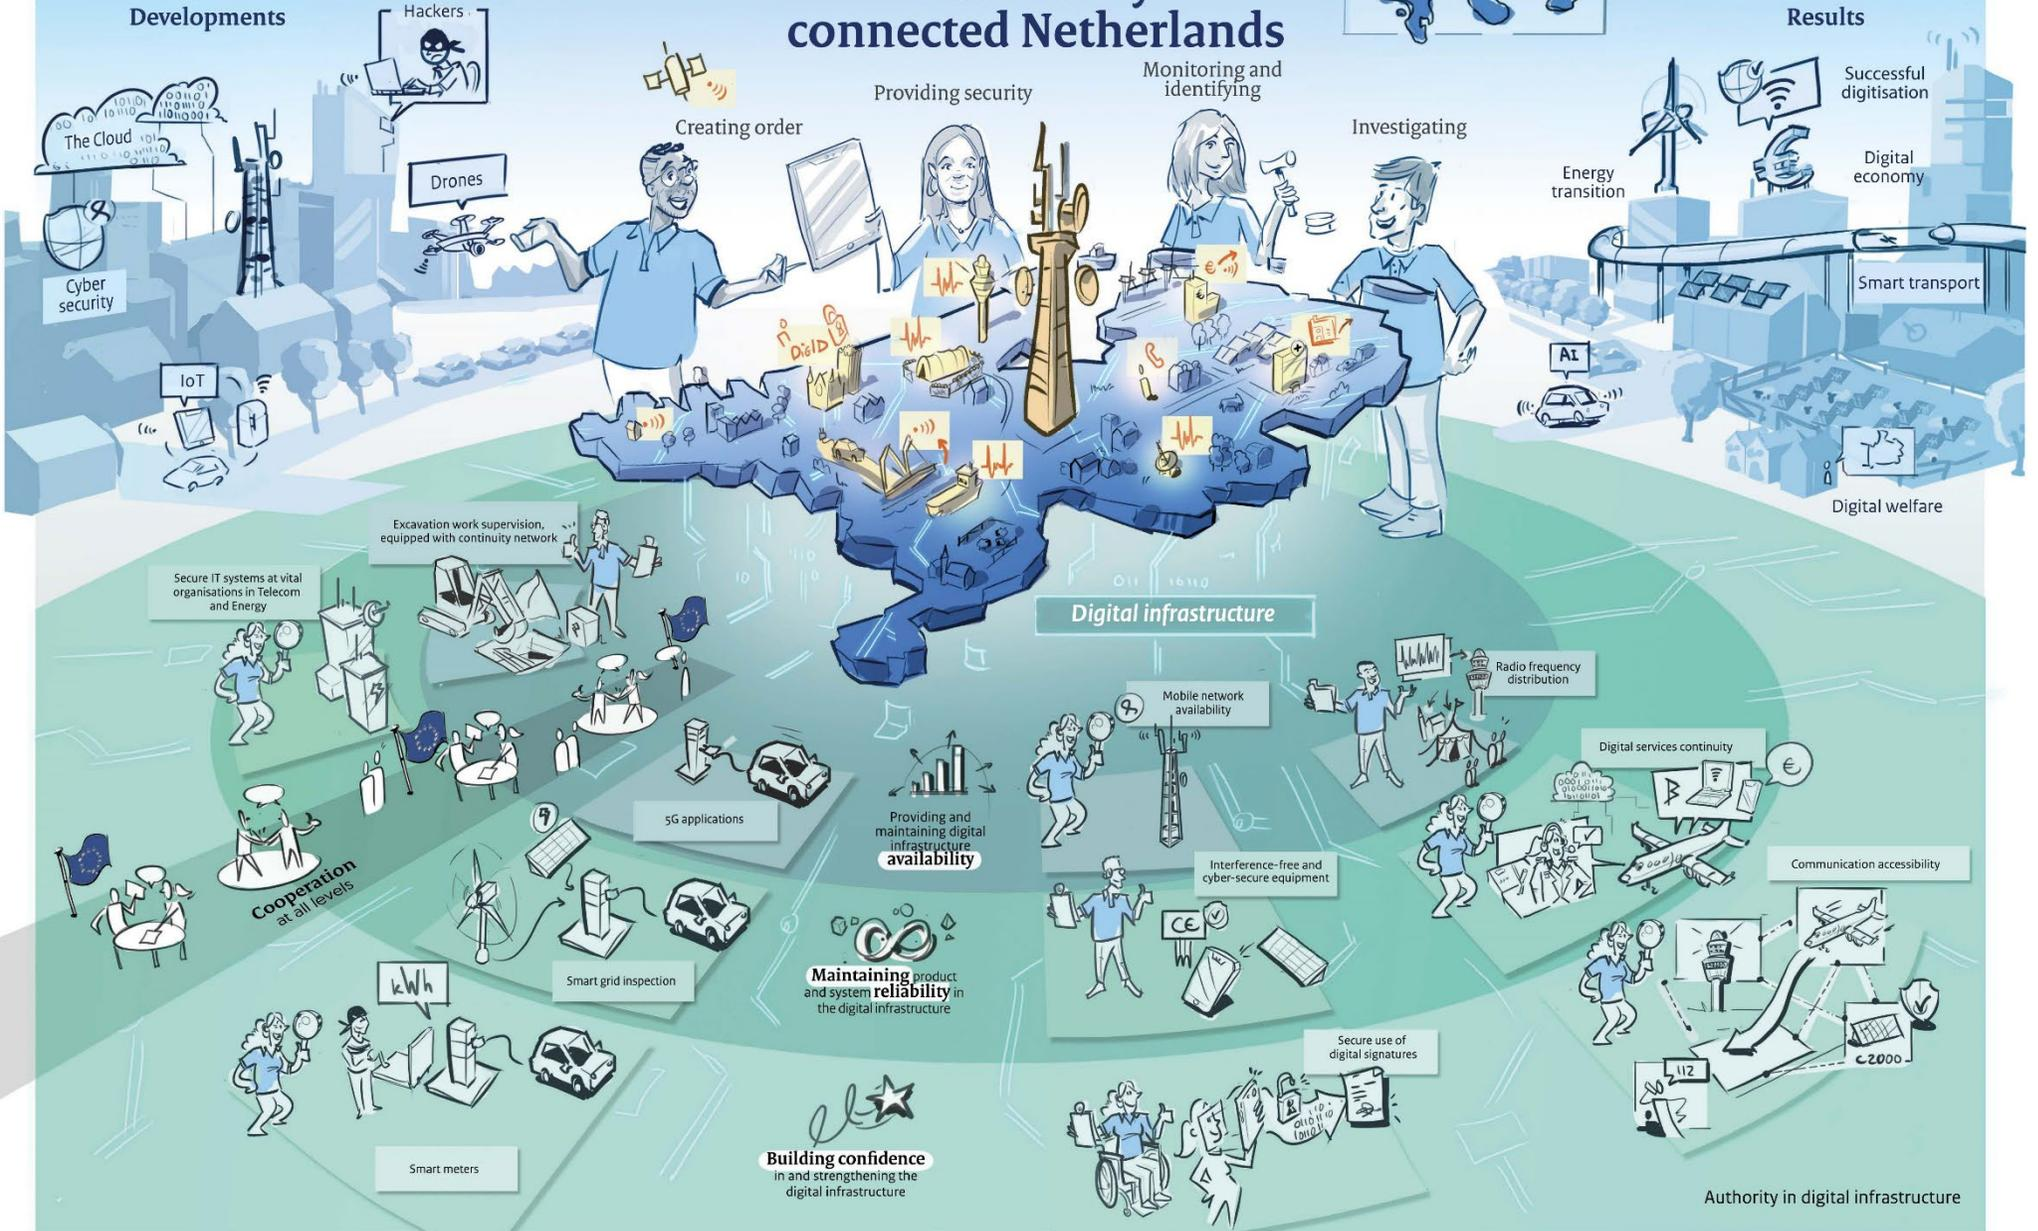 Developments
Hackers
connected Netherlands
Results
The Cloud
Cyber
security
Drones
IoT
Creating order
Providing security
Monitoring and
identifying
Investigating
Successful
digitisation
Digital
economy
Energy
transition
Smart transport
AI
Digital welfare
DigiD
Excavation work supervision,
equipped with continuity network
Secure IT systems at vital
organisations in Telecom
and Energy
Digital infrastructure
Radio frequency
distribution
Mobile network
availability
Digital services continuity
5G applications
Providing and
maintaining digital
infrastructure
availability
Interference-free and
cyber-secure equipment
CE
Communication accessibility
Cooperation
at all levels
Smart grid inspection
Maintaining product
and system reliability in
the digital infrastructure
kWh
Secure use of
digital signatures
C2000
112
Smart meters
Building confidence
in and strengthening the
digital infrastructure
Authority in digital infrastructure